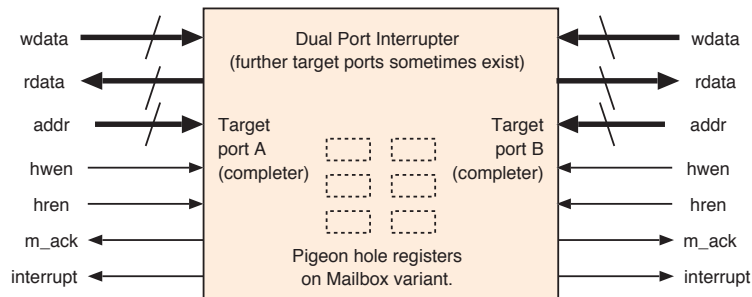 Dual Port Interrupter
(further target ports sometimes exist)
wdata
rdata
addr
hwen
hren
m_ack
interrupt
Target
port A
(completer)
Target
port B
(completer)
Pigeon hole registers
on Mailbox variant.
wdata
rdata
addr
hwen
hren
m_ack
interrupt